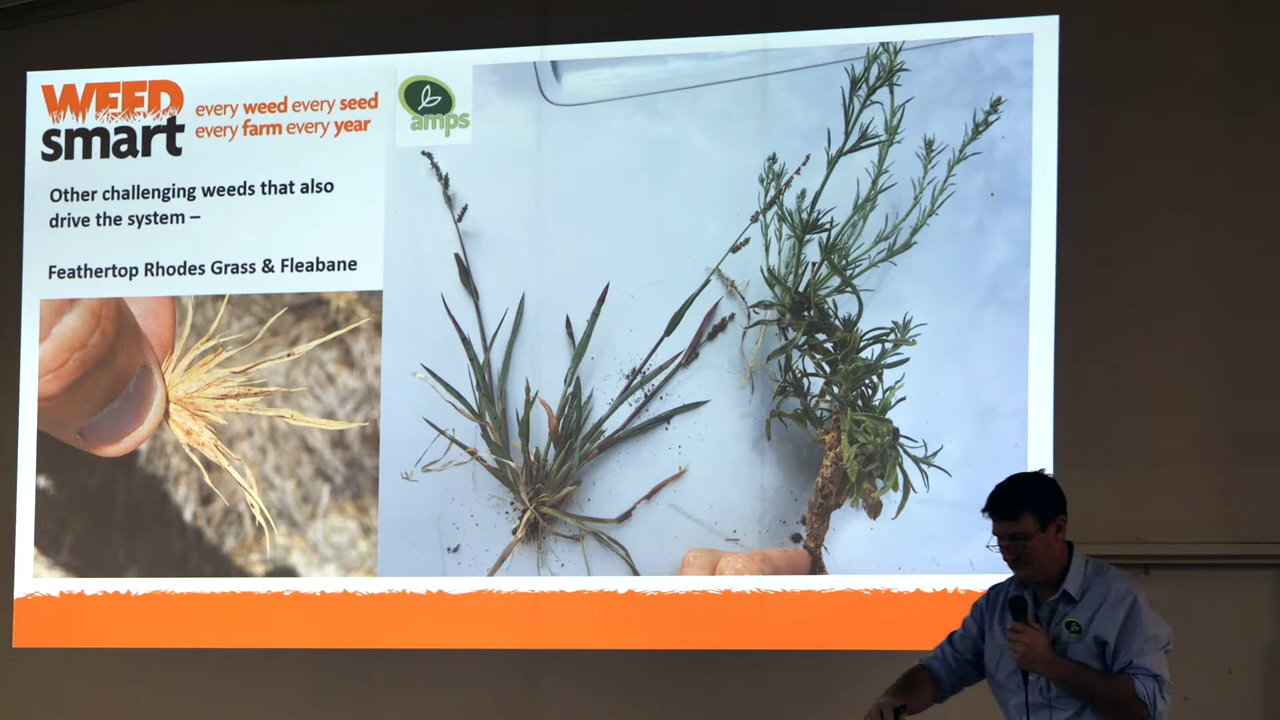 WEED
smart
every weed every seed
every farm every year
amps
Other challenging weeds that also
drive the system –
Feathertop Rhodes Grass & Fleabane